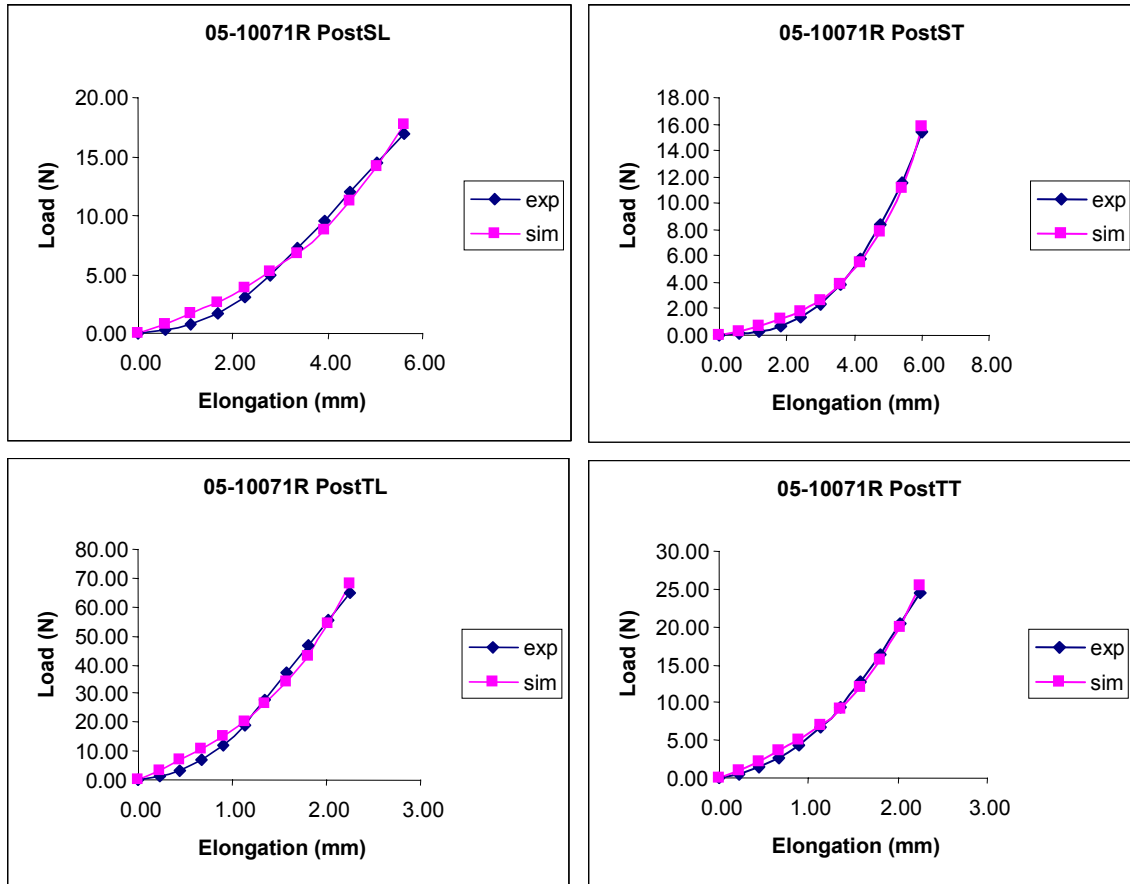 05-10071R PostSL
20.00
15.00
10.00
5.00
0.00
0.00 2.00 4.00 6.00
Load (N)
Elongation (mm)
exp
sim
05-10071R PostST
18.00
16.00
14.00
12.00
10.00
8.00
6.00
4.00
2.00
0.00
0.00 2.00 4.00 6.00 8.00
Load (N)
Elongation (mm)
exp
sim
05-10071R PostTL
80.00
70.00
60.00
50.00
40.00
30.00
20.00
10.00
0.00
0.00 1.00 2.00 3.00
Load (N)
Elongation (mm)
exp
sim
05-10071R PostTT
30.00
25.00
20.00
15.00
10.00
5.00
0.00
0.00 1.00 2.00 3.00
Load (N)
Elongation (mm)
exp
sim